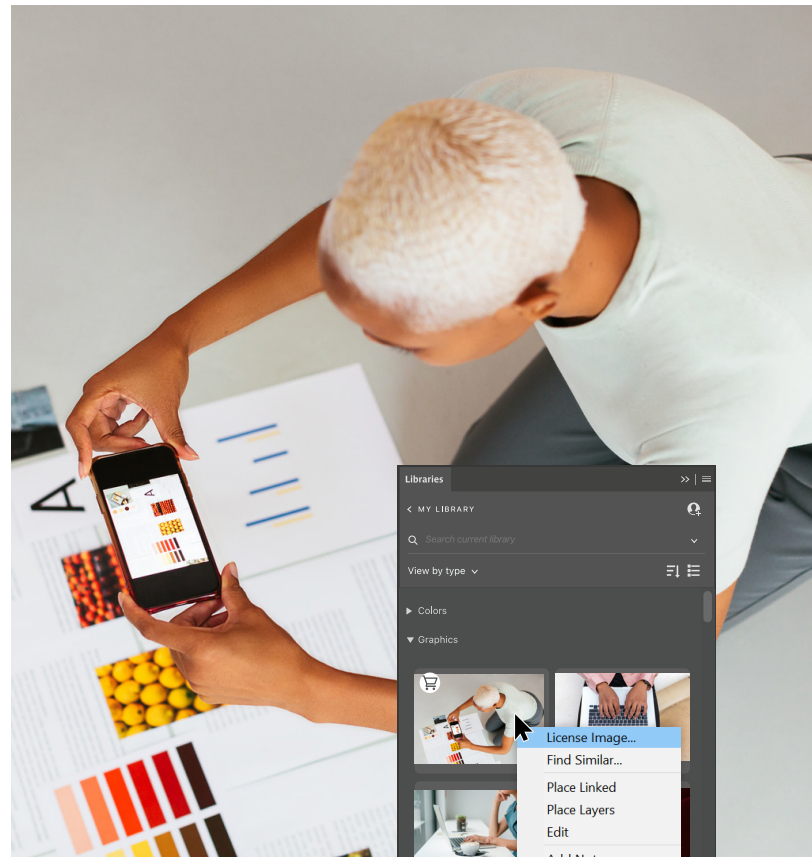 A
A
Libraries
MY LIBRARY
Search current library
View by type
Colors
Graphics
License Image...
Find Similar...
Place Linked
Place Layers
Edit